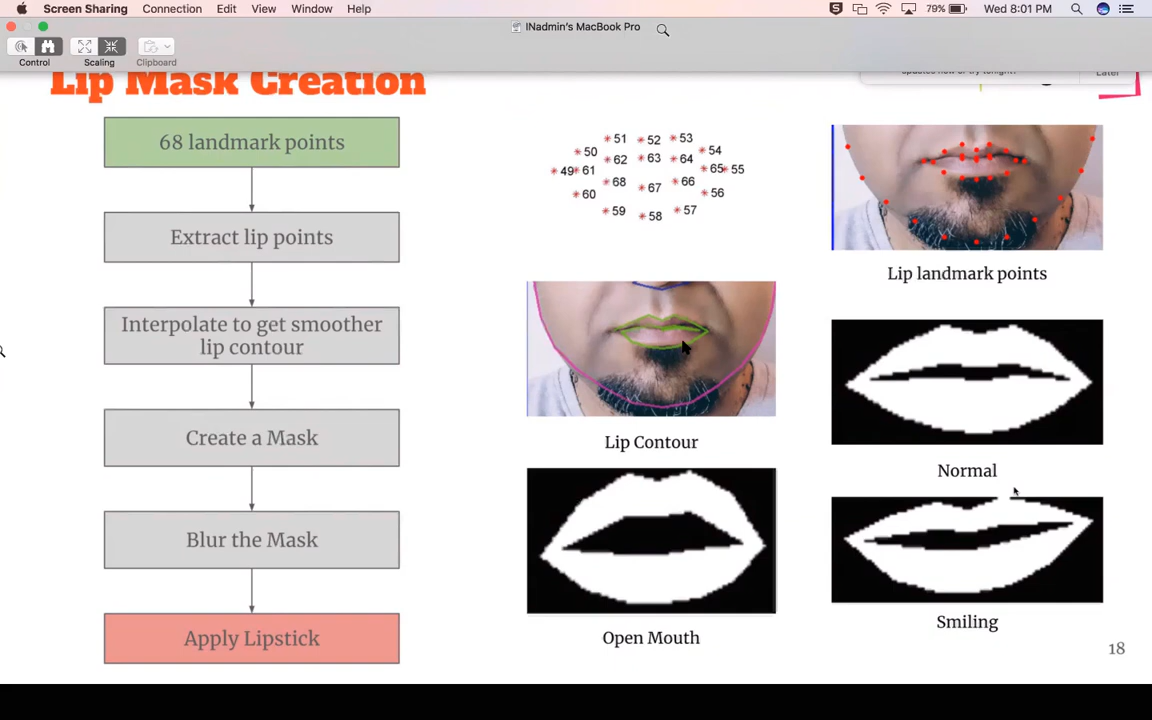 Screen Sharing Connection Edit View Window Help
79% Wed 8:01 PM
INadmin's MacBook Pro
Control Scaling Clipboard
Later
Lip Mask Creation
68 landmark points
Extract lip points
Interpolate to get smoother
lip contour
Create a Mask
Blur the Mask
Apply Lipstick
51 52 53
50 54
62 63 64
49 61 65 55
68 67 66
60 56
59 58 57
Lip landmark points
Lip Contour
Normal
Open Mouth
Smiling
18